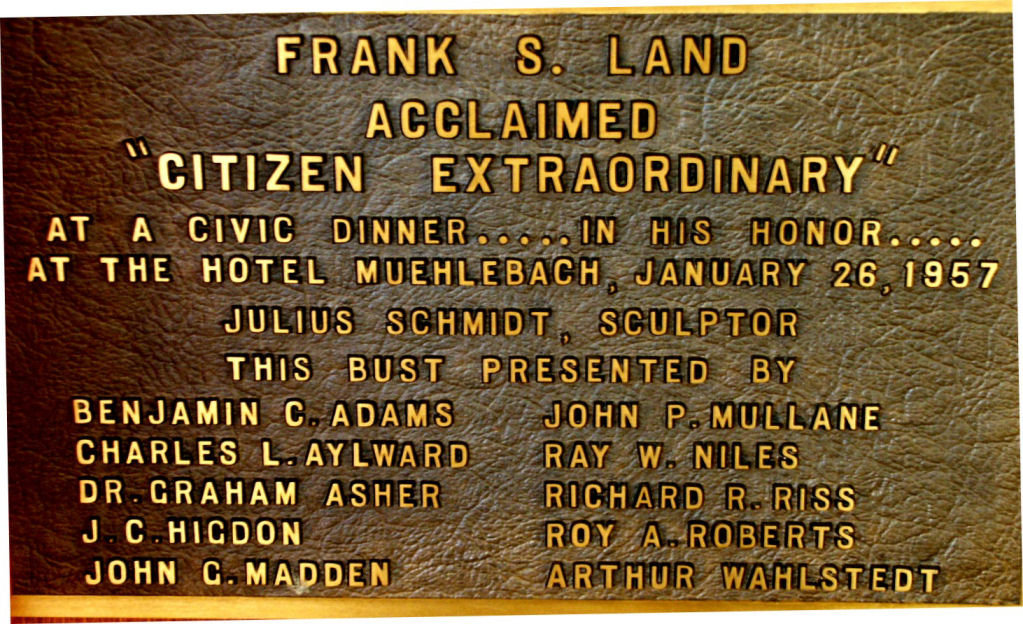 FRANK S. LAND
ACCLAIMED
"CITIZEN EXTRAORDINARY"
AT A CIVIC DINNER.....IN HIS HONOR.....
AT THE HOTEL MUEHLEBACH, JANUARY 26, 1957
JULIUS SCHMIDT, SCULPTOR
THIS BUST PRESENTED BY
BENJAMIN C. ADAMS JOHN P. MULLANE
CHARLES L. AYLWARD RAY W. NILES
DR. GRAHAM ASHER RICHARD R. RISS
J. C. HIGDON ROY A. ROBERTS
JOHN G. MADDEN ARTHUR WAHLSTEDT